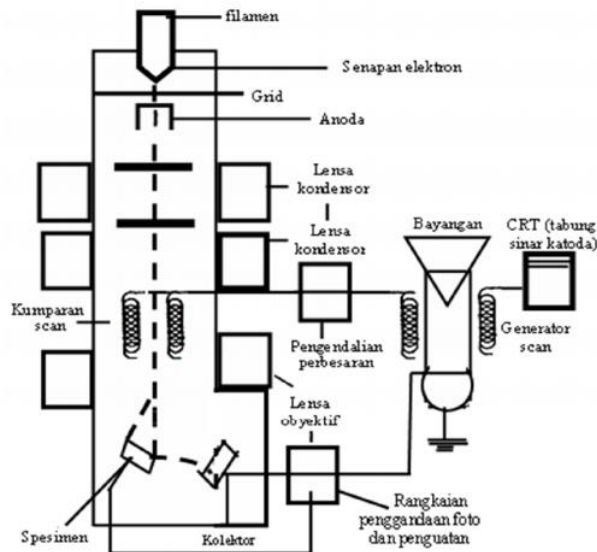 filamen
Senapan elektron
Grid
Anoda
Lensa
kondensor
Lensa
kondensor
Bayangan
CRT (tabung
sinar katoda)
Kumparan
scan
Pengendalian
perbesaran
Generator
scan
Lensa
obyektif
Spesimen
Kolektor
Rangkaian
penggandaan foto
dan penguatan